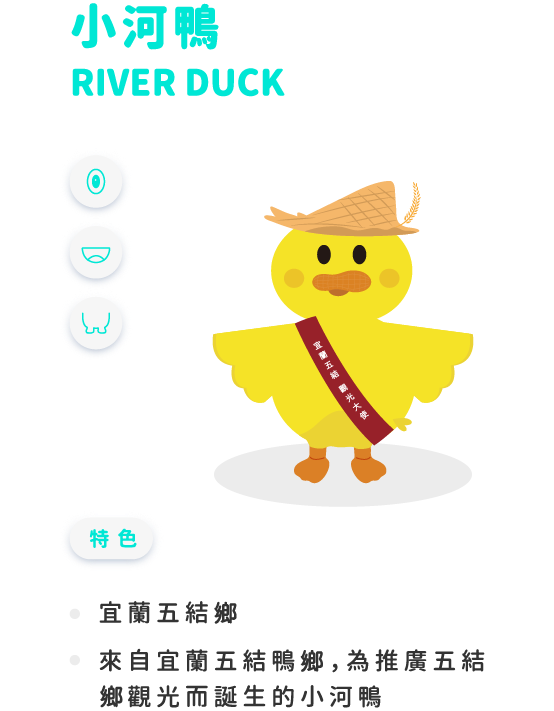 小河鴨
RIVER DUCK
宜蘭五結 觀光大使
特色
宜蘭五結鄉
來自宜蘭五結鴨鄉,為推廣五結
鄉觀光而誕生的小河鴨